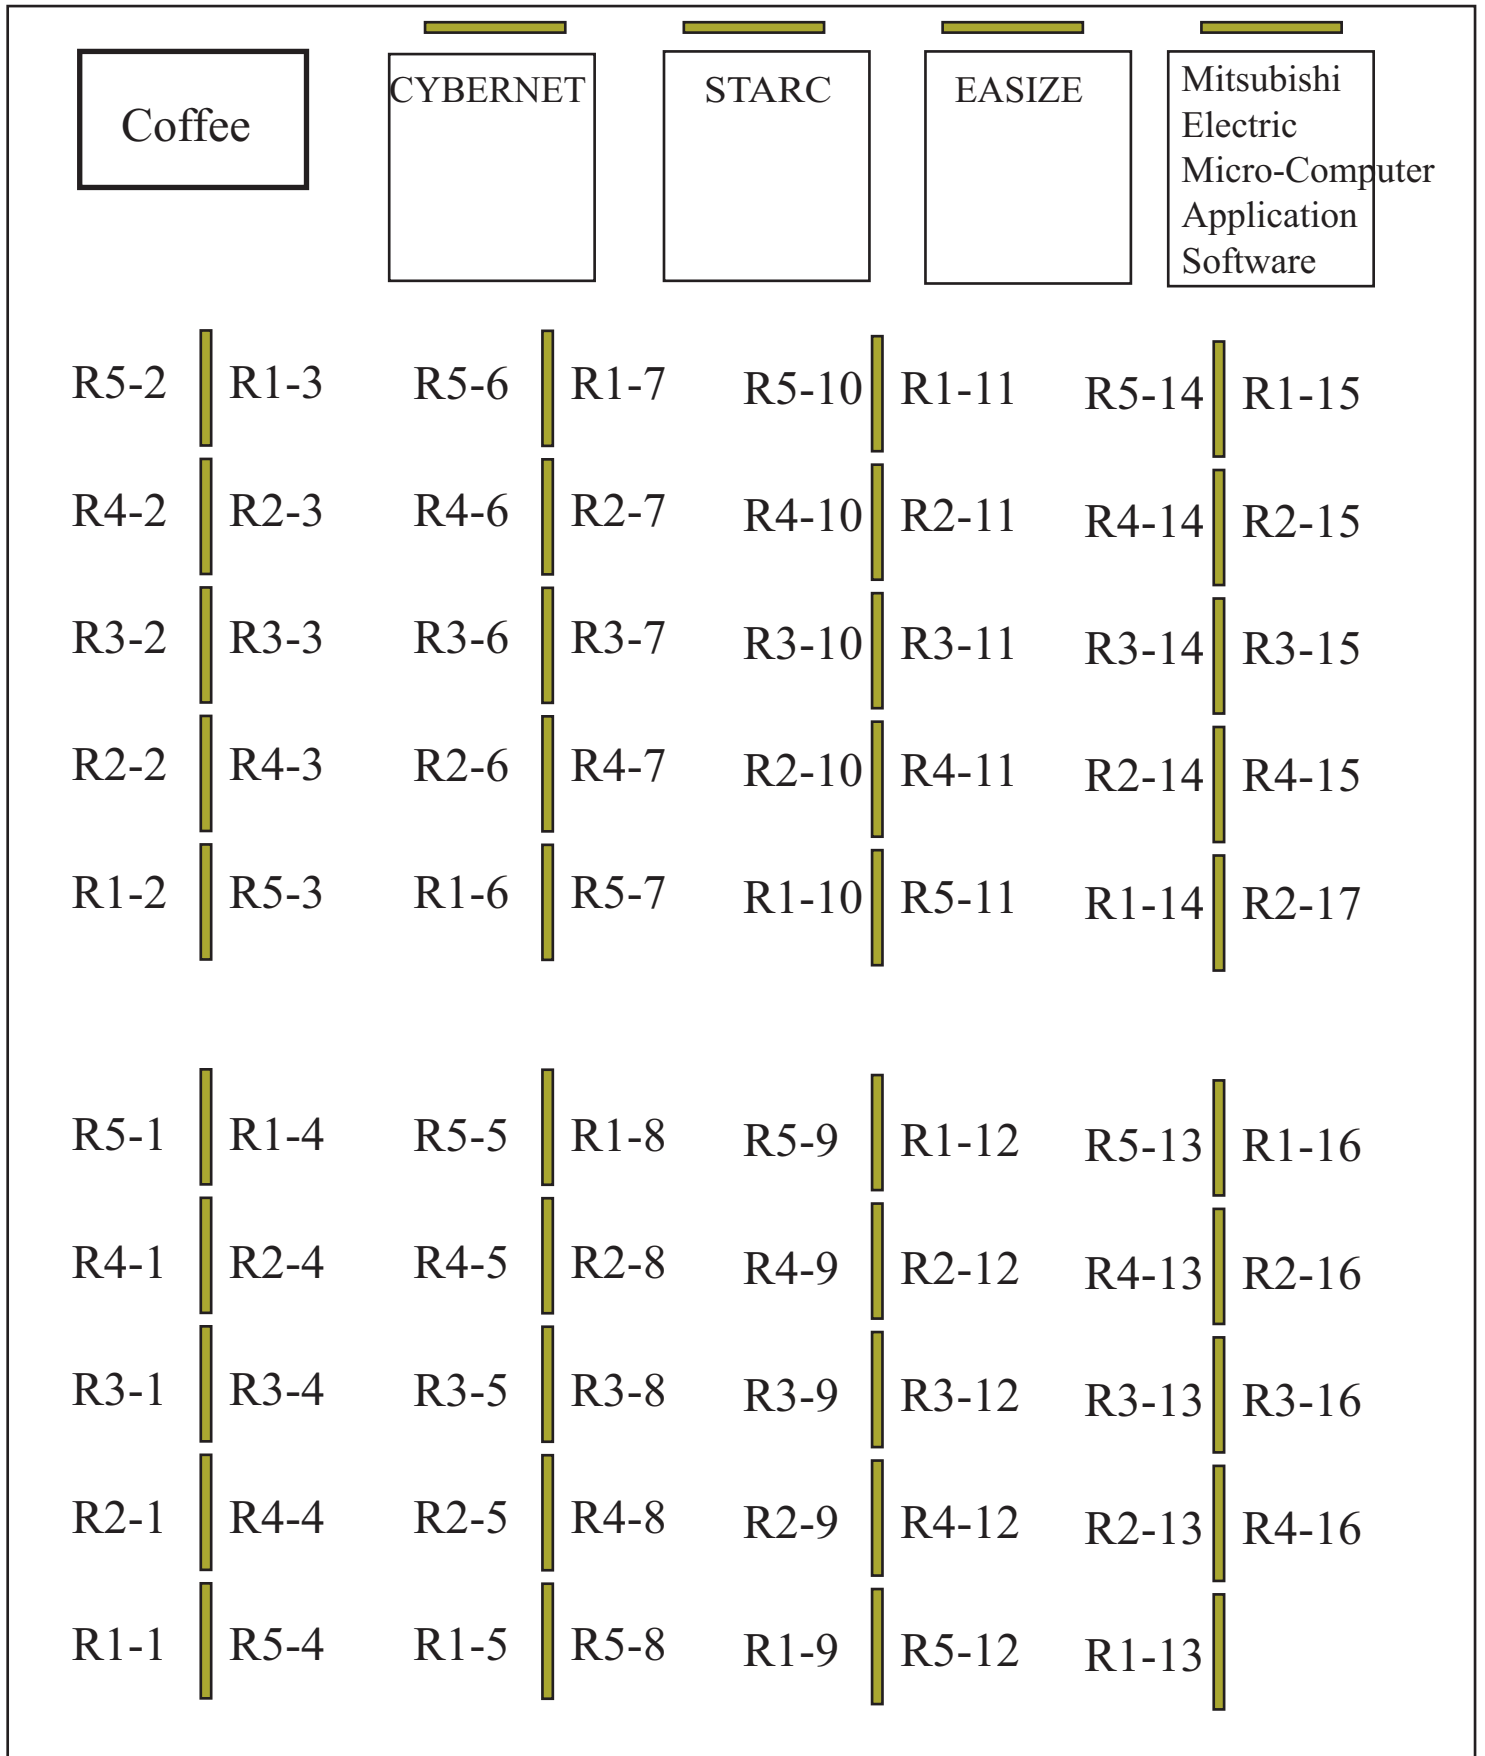 Coffee
CYBERNET
STARC
EASIZE
Mitsubishi
Electric
Micro-Computer
Application
Software
R5-2 R1-3 R5-6 R1-7 R5-10 R1-11 R5-14 R1-15
R4-2 R2-3 R4-6 R2-7 R4-10 R2-11 R4-14 R2-15
R3-2 R3-3 R3-6 R3-7 R3-10 R3-11 R3-14 R3-15
R2-2 R4-3 R2-6 R4-7 R2-10 R4-11 R2-14 R4-15
R1-2 R5-3 R1-6 R5-7 R1-10 R5-11 R1-14 R2-17
R5-1 R1-4 R5-5 R1-8 R5-9 R1-12 R5-13 R1-16
R4-1 R2-4 R4-5 R2-8 R4-9 R2-12 R4-13 R2-16
R3-1 R3-4 R3-5 R3-8 R3-9 R3-12 R3-13 R3-16
R2-1 R4-4 R2-5 R4-8 R2-9 R4-12 R2-13 R4-16
R1-1 R5-4 R1-5 R5-8 R1-9 R5-12 R1-13